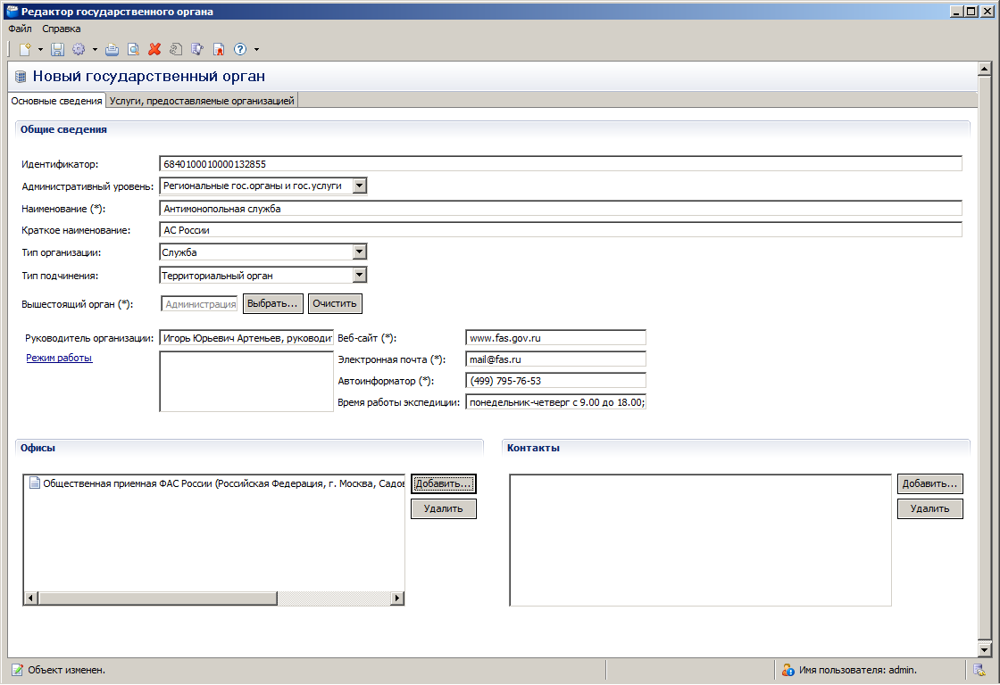 Редактор государственного органа
Файл Справка
Новый государственный орган
Основные сведения Услуги, предоставляемые организацией
Общие сведения
Идентификатор: 6840100010000132855
Административный уровень: Региональные гос.органы и гос.услуги
Наименование (*): Антимонопольная служба
Краткое наименование: АС России
Тип организации: Служба
Тип подчинения: Территориальный орган
Вышестоящий орган (*): Администрация Выбрать... Очистить
Руководитель организации: Игорь Юрьевич Артемьев, руководит Веб-сайт (*): www.fas.gov.ru
Режим работы Электронная почта (*): mail@fas.ru
Автоинформатор (*): (499) 795-76-53
Время работы экспедиции: понедельник-четверг с 9.00 до 18.00;
Офисы Контакты
Общественная приемная ФАС России (Российская Федерация, г. Москва, Садов Добавить... Добавить...
Удалить Удалить
Объект изменен. Имя пользователя: admin.